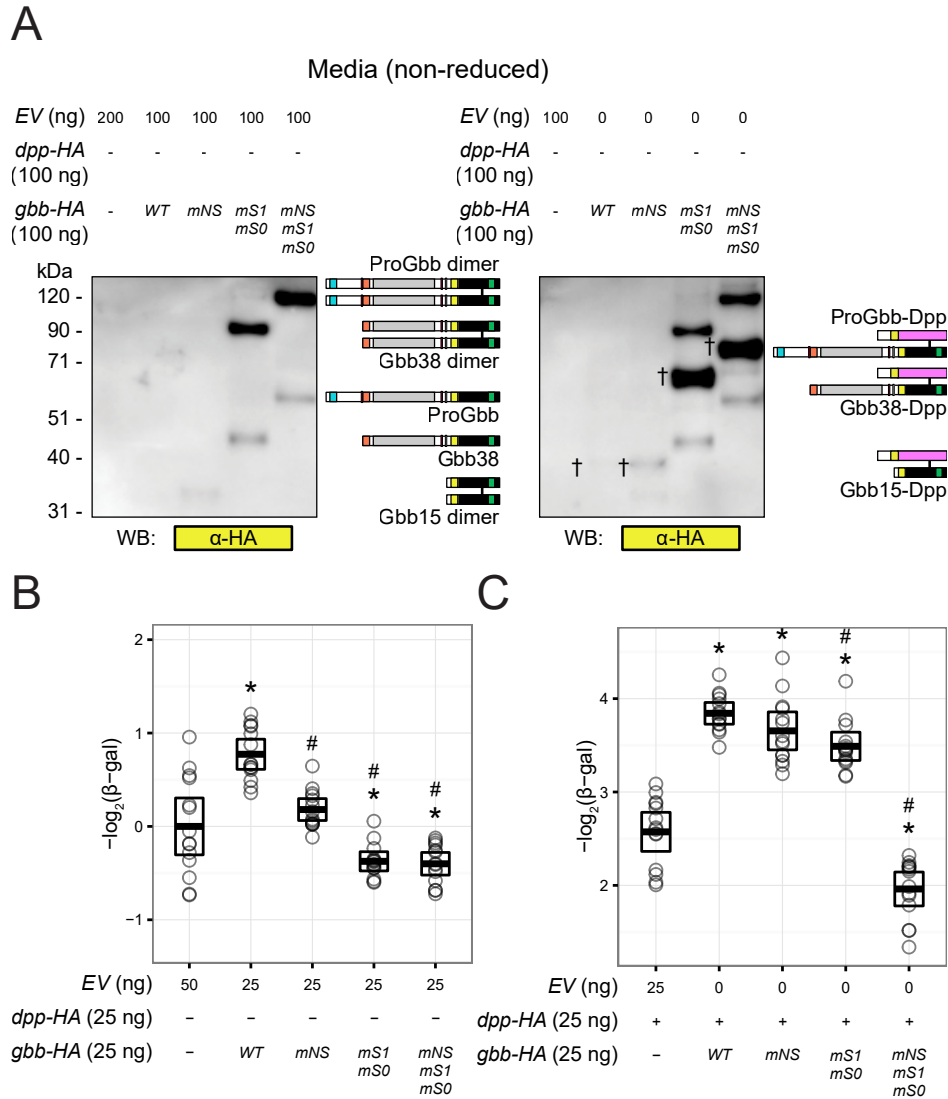 A
Media (non-reduced)
EV (ng) 200 100 100 100 100
dpp-HA - - - - -
(100 ng)
gbb-HA - WT mNS mS1 mNS
(100 ng) mS0 mS1
mS0
EV (ng) 100 0 0 0 0
dpp-HA - - - - -
(100 ng)
gbb-HA - WT mNS mS1 mNS
(100 ng) mS0 mS1
mS0
kDa
120 -
90 -
71 -
51 -
40 -
31 -
ProGbb dimer
Gbb38 dimer
ProGbb
Gbb38
Gbb15 dimer
† † † †
ProGbb-Dpp
Gbb38-Dpp
Gbb15-Dpp
WB: α-HA
WB: α-HA
B
−log2(β−gal)
2
1
0
−1
* # # * # *
EV (ng) 50 25 25 25 25
dpp-HA (25 ng) − − − − −
gbb-HA (25 ng) − WT mNS mS1 mNS
mS0 mS1
mS0
C
−log2(β−gal)
4
3
2
* * # * # *
EV (ng) 25 0 0 0 0
dpp-HA (25 ng) + + + + +
gbb-HA (25 ng) − WT mNS mS1 mNS
mS0 mS1
mS0